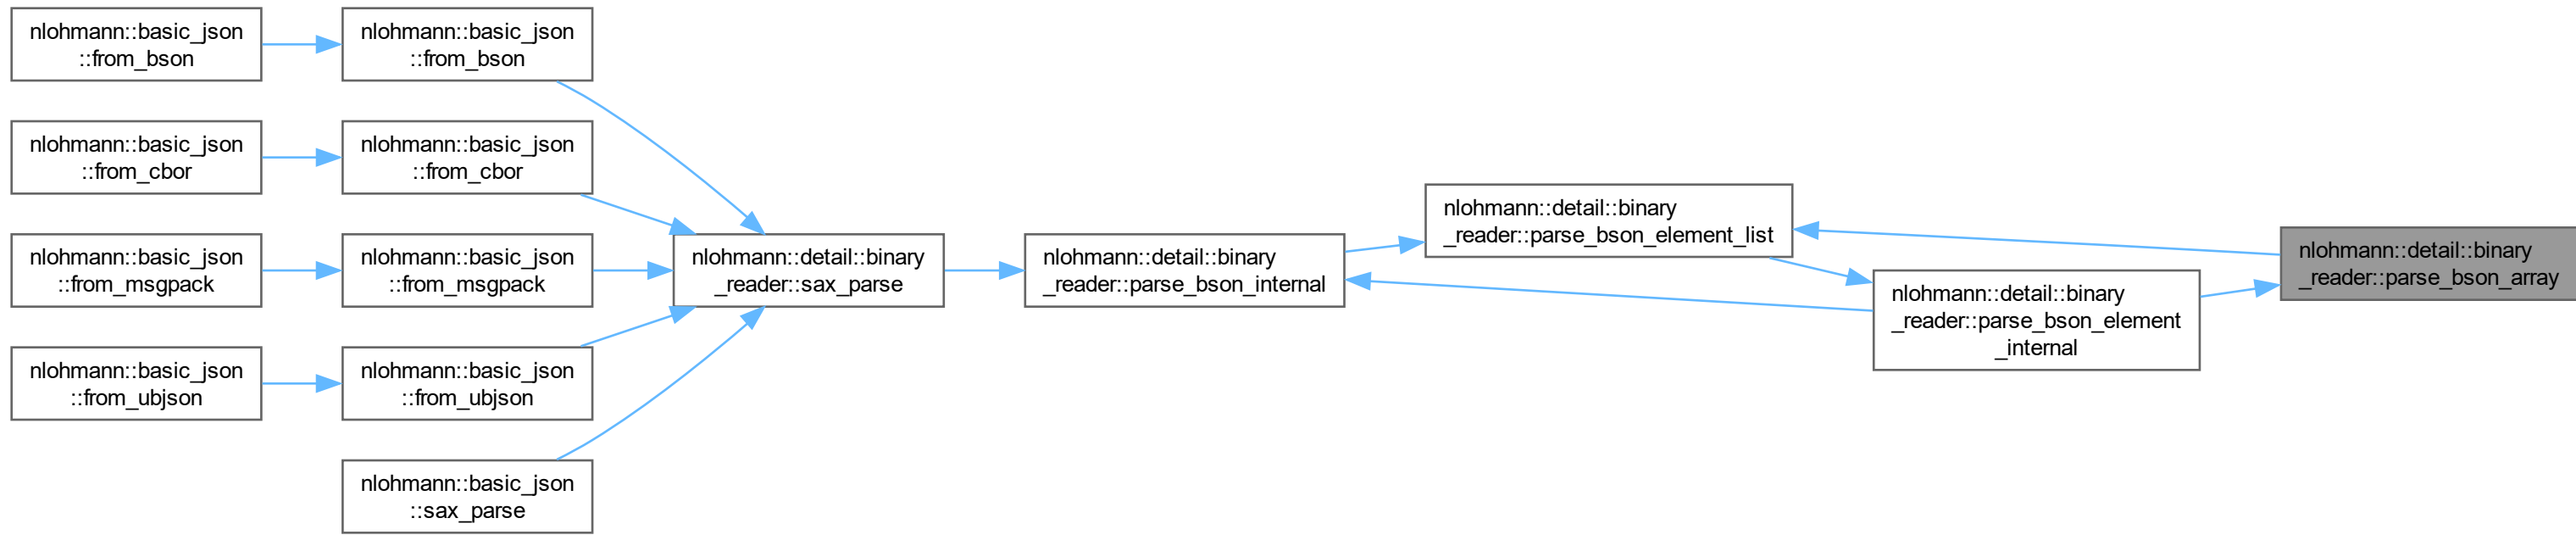 nlohmann::basic_json
::from_bson
nlohmann::basic_json
::from_bson
nlohmann::basic_json
::from_cbor
nlohmann::basic_json
::from_cbor
nlohmann::basic_json
::from_msgpack
nlohmann::basic_json
::from_msgpack
nlohmann::basic_json
::from_ubjson
nlohmann::basic_json
::from_ubjson
nlohmann::basic_json
::sax_parse
nlohmann::detail::binary
_reader::sax_parse
nlohmann::detail::binary
_reader::parse_bson_internal
nlohmann::detail::binary
_reader::parse_bson_element_list
nlohmann::detail::binary
_reader::parse_bson_element
_internal
nlohmann::detail::binary
_reader::parse_bson_array